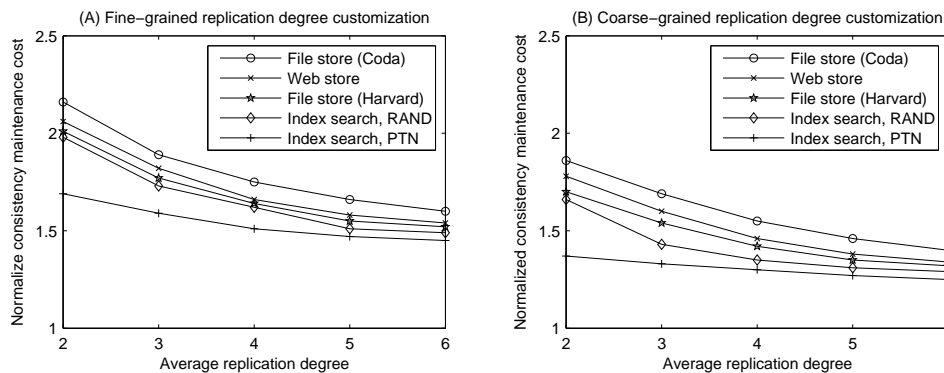 (A) Fine−grained replication degree customization
2.5
2
1.5
1
Normalize consistency maintenance cost
File store (Coda)
Web store
File store (Harvard)
Index search, RAND
Index search, PTN
2 3 4 5 6
Average replication degree
(B) Coarse−grained replication degree customization
2.5
2
1.5
1
Normalized consistency maintenance cost
File store (Coda)
Web store
File store (Harvard)
Index search, RAND
Index search, PTN
2 3 4 5
Average replication degree